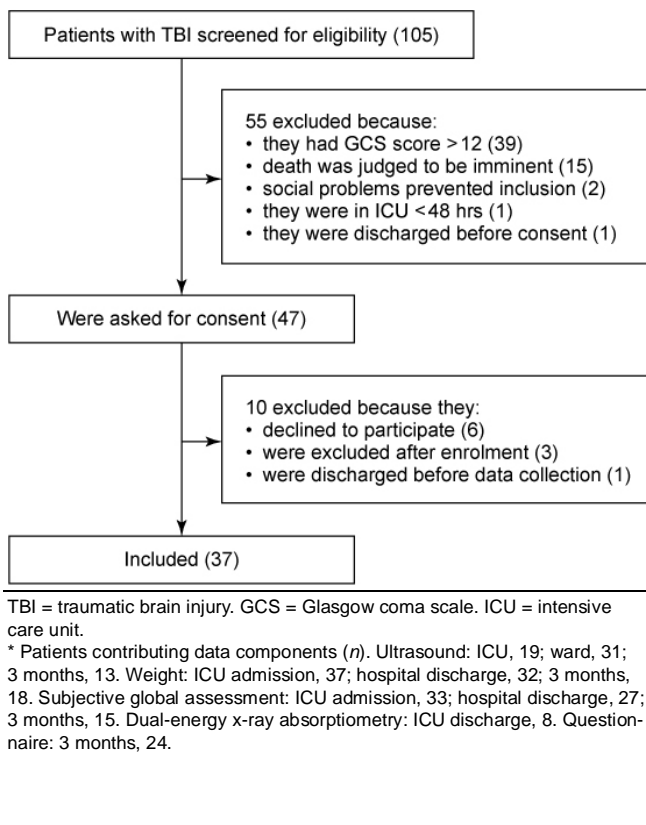 Patients with TBI screened for eligibility (105)
55 excluded because:
• they had GCS score >12 (39)
• death was judged to be imminent (15)
• social problems prevented inclusion (2)
• they were in ICU <48 hrs (1)
• they were discharged before consent (1)
Were asked for consent (47)
10 excluded because they:
• declined to participate (6)
• were excluded after enrolment (3)
• were discharged before data collection (1)
Included (37)
TBI = traumatic brain injury. GCS = Glasgow coma scale. ICU = intensive
care unit.
* Patients contributing data components (n). Ultrasound: ICU, 19; ward, 31;
3 months, 13. Weight: ICU admission, 37; hospital discharge, 32; 3 months,
18. Subjective global assessment: ICU admission, 33; hospital discharge, 27;
3 months, 15. Dual-energy x-ray absorptiometry: ICU discharge, 8. Question-
naire: 3 months, 24.